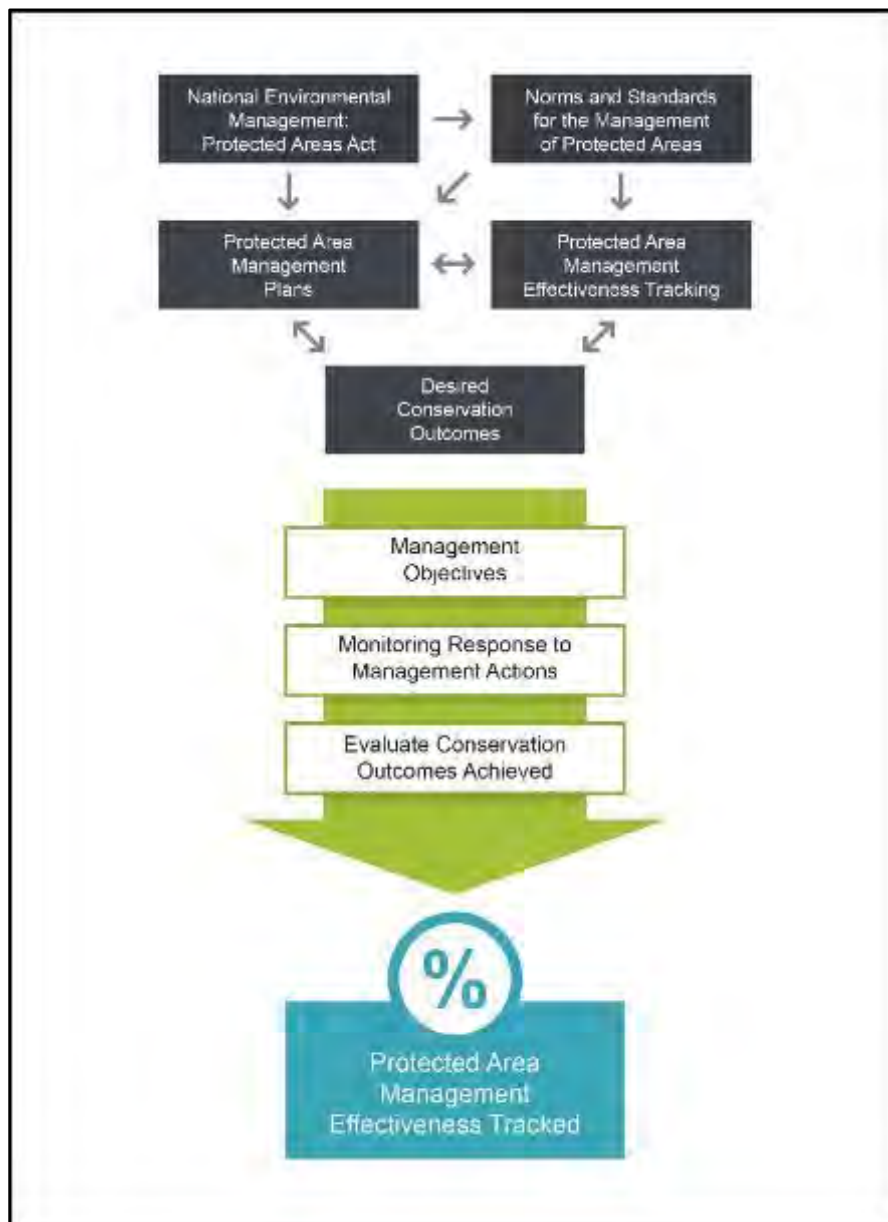 National Environmental
Management:
Protected Areas Act
Norms and Standards
for the Management
of Protected Areas
Protected Area
Management
Plans
Protected Area
Management
Effectiveness Tracking
Desired
Conservation
Outcomes
Management
Objectives
Monitoring Response to
Management Actions
Evaluate Conservation
Outcomes Achieved
%
Protected Area
Management
Effectiveness Tracked